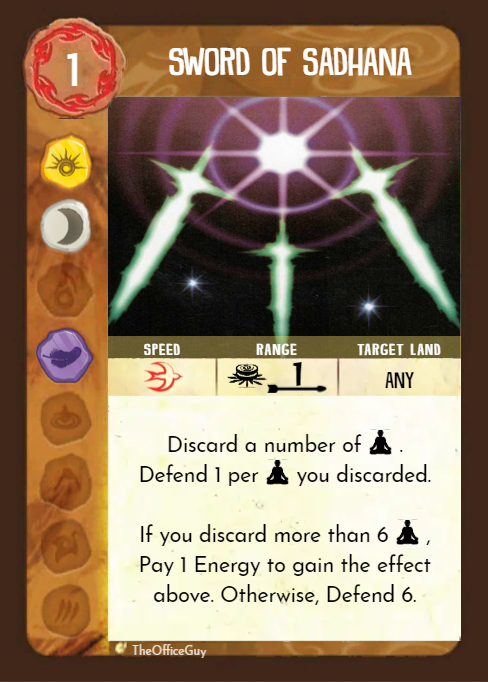 1
SWORD OF SADHANA
SPEED RANGE TARGET LAND
1 ANY
Discard a number of .
Defend 1 per you discarded.
If you discard more than 6 ,
Pay 1 Energy to gain the effect
above. Otherwise, Defend 6.
TheOfficeGuy